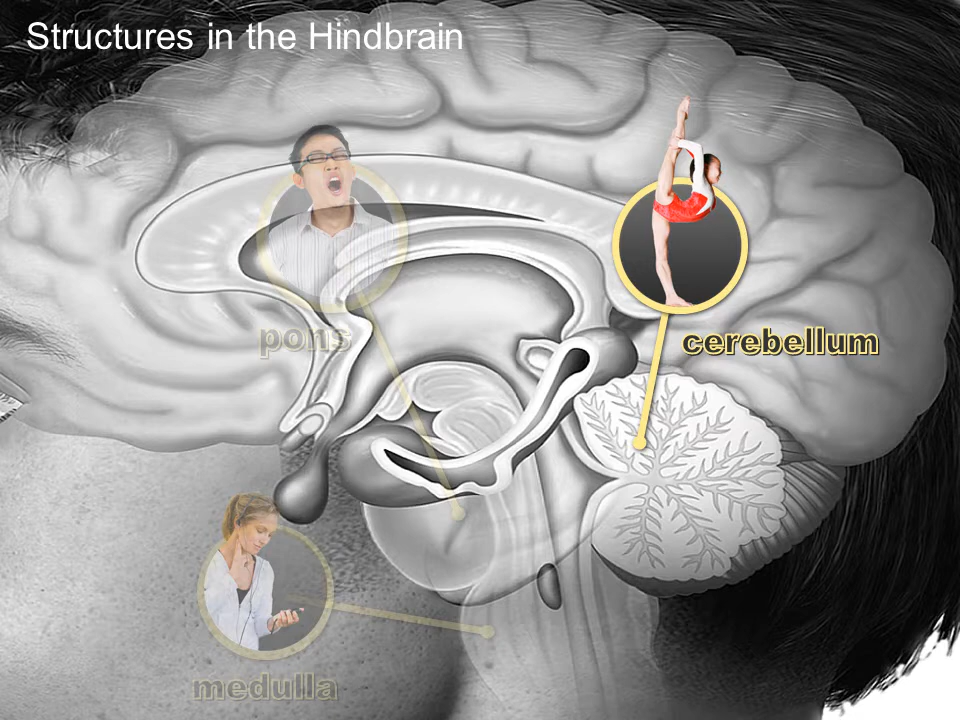 Structures in the Hindbrain
pons
cerebellum
medulla